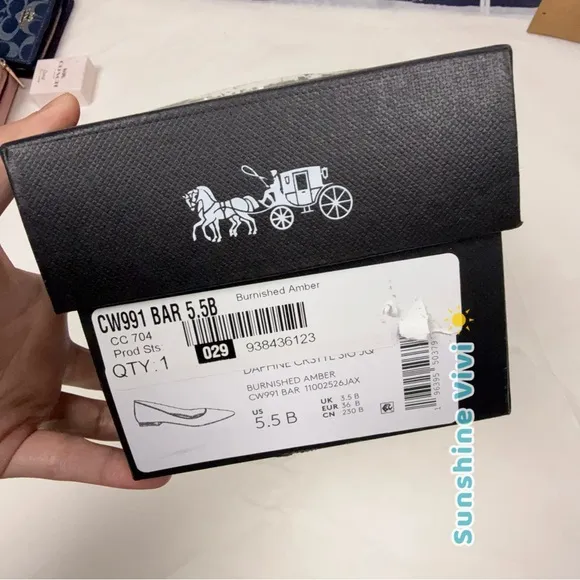 Burnished Amber
CW991 BAR 5.5B
CC 704
Prod Sts:
QTY:1
029 938436123
BURNISHED AMBER
CW991 BAR 11002526JAX
US 5.5 B
UK 3.5 B
EUR 36 B
CN 230 B
Sunshine Vivi